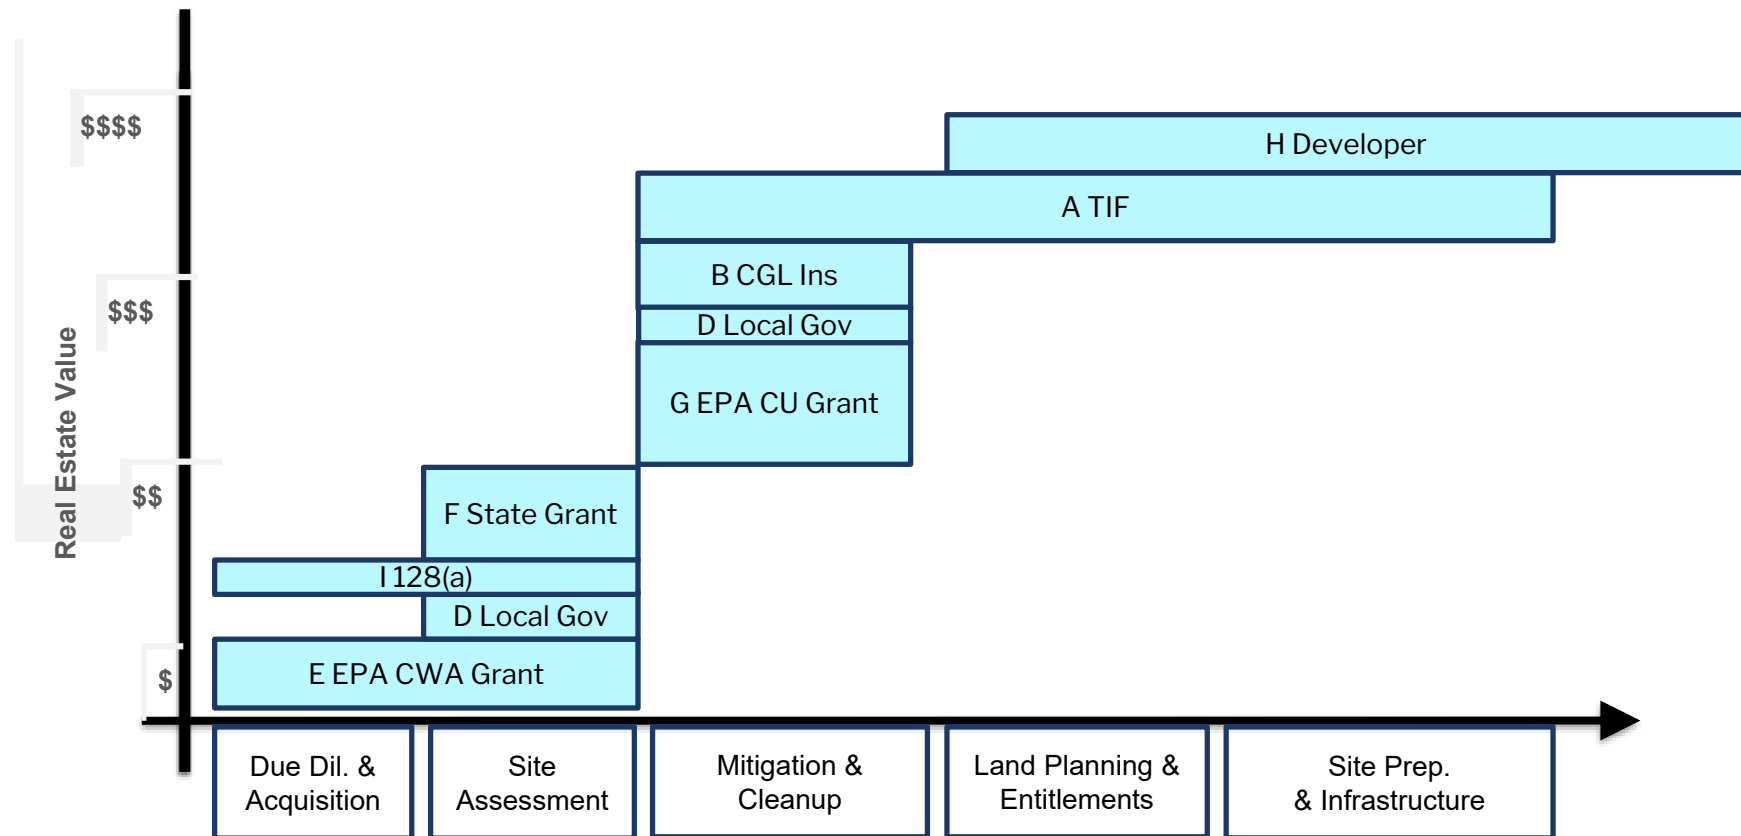 $$$$
H Developer
A TIF
B CGL Ins
$$$
D Local Gov
G EPA CU Grant
Real Estate Value
$$
F State Grant
I 128(a)
D Local Gov
$
E EPA CWA Grant
Due Dil. &
Acquisition
Site
Assessment
Mitigation &
Cleanup
Land Planning &
Entitlements
Site Prep.
& Infrastructure